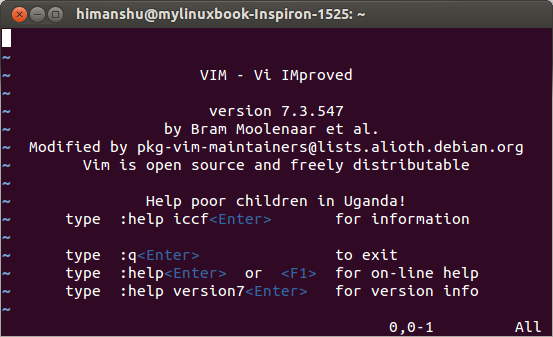 himanshu@mylinuxbook-Inspiron-1525: ~
~
~ VIM - Vi IMproved
~
~ version 7.3.547
~ by Bram Moolenaar et al.
~ Modified by pkg-vim-maintainers@lists.alioth.debian.org
~ Vim is open source and freely distributable
~
~ Help poor children in Uganda!
~ type :help iccf<Enter> for information
~
~ type :q<Enter> to exit
~ type :help<Enter> or <F1> for on-line help
~ type :help version7<Enter> for version info
~
0,0-1 All